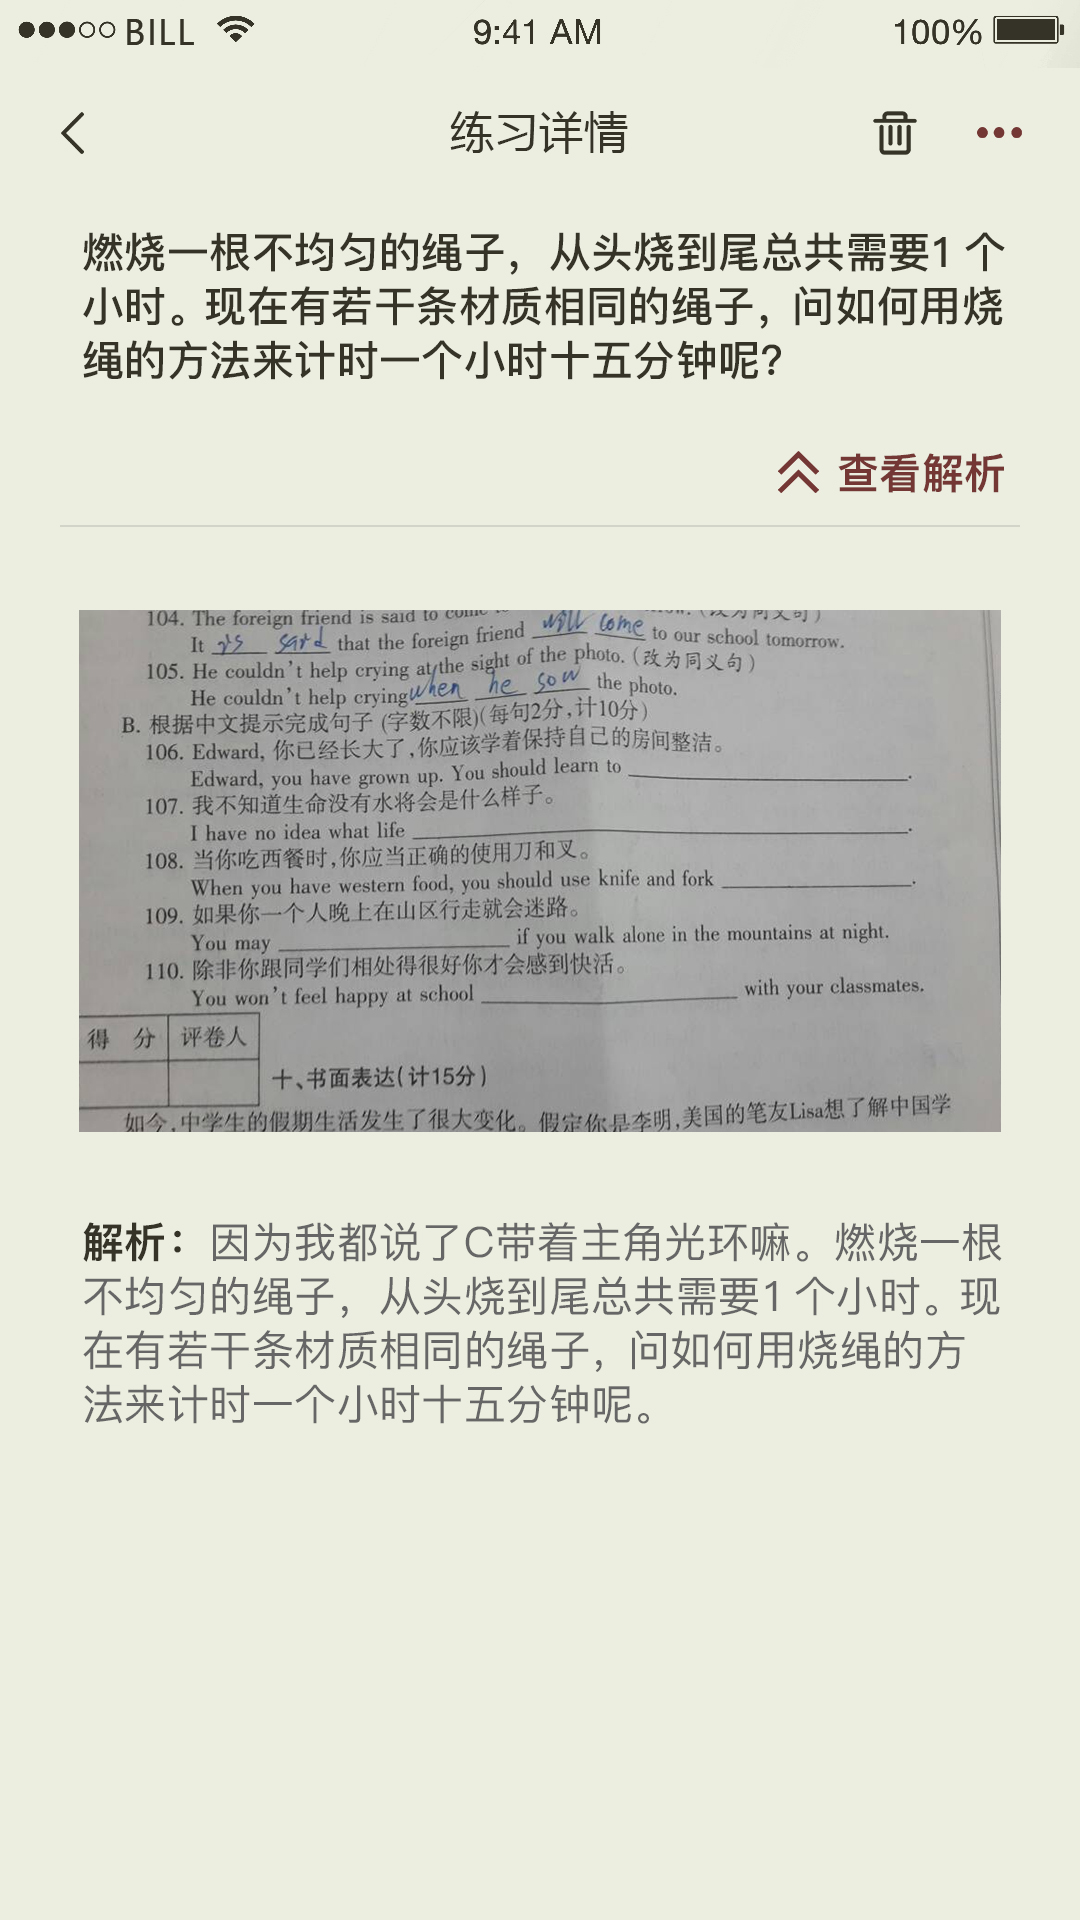 BILL 9:41 AM 100%
练习详情
燃烧一根不均匀的绳子，从头烧到尾总共需要1 个
小时。现在有若干条材质相同的绳子，问如何用烧
绳的方法来计时一个小时十五分钟呢?
查看解析
104. The foreign friend is said to come
It is said that the foreign friend will come to our school tomorrow.
105. He couldn't help crying at the sight of the photo. (改为同义句)
He couldn't help crying when he sow the photo.
B. 根据中文提示完成句子 (字数不限)(每句2分,计10分)
106. Edward, 你已经长大了,你应该学着保持自己的房间整洁。
Edward, you have grown up. You should learn to ______.
107. 我不知道生命没有水将会是什么样子。
I have no idea what life ______.
108. 当你吃西餐时,你应当正确的使用刀和叉。
When you have western food, you should use knife and fork ______.
109. 如果你一个人晚上在山区行走就会迷路。
You may ______ if you walk alone in the mountains at night.
110. 除非你跟同学们相处得很好你才会感到快活。
You won't feel happy at school ______ with your classmates.
得 分 评卷人
十、书面表达(计15分)
如今,中学生的假期生活发生了很大变化。假定你是李明,美国的笔友Lisa想了解中国学
解析：因为我都说了C带着主角光环嘛。燃烧一根
不均匀的绳子，从头烧到尾总共需要1 个小时。现
在有若干条材质相同的绳子，问如何用烧绳的方
法来计时一个小时十五分钟呢。